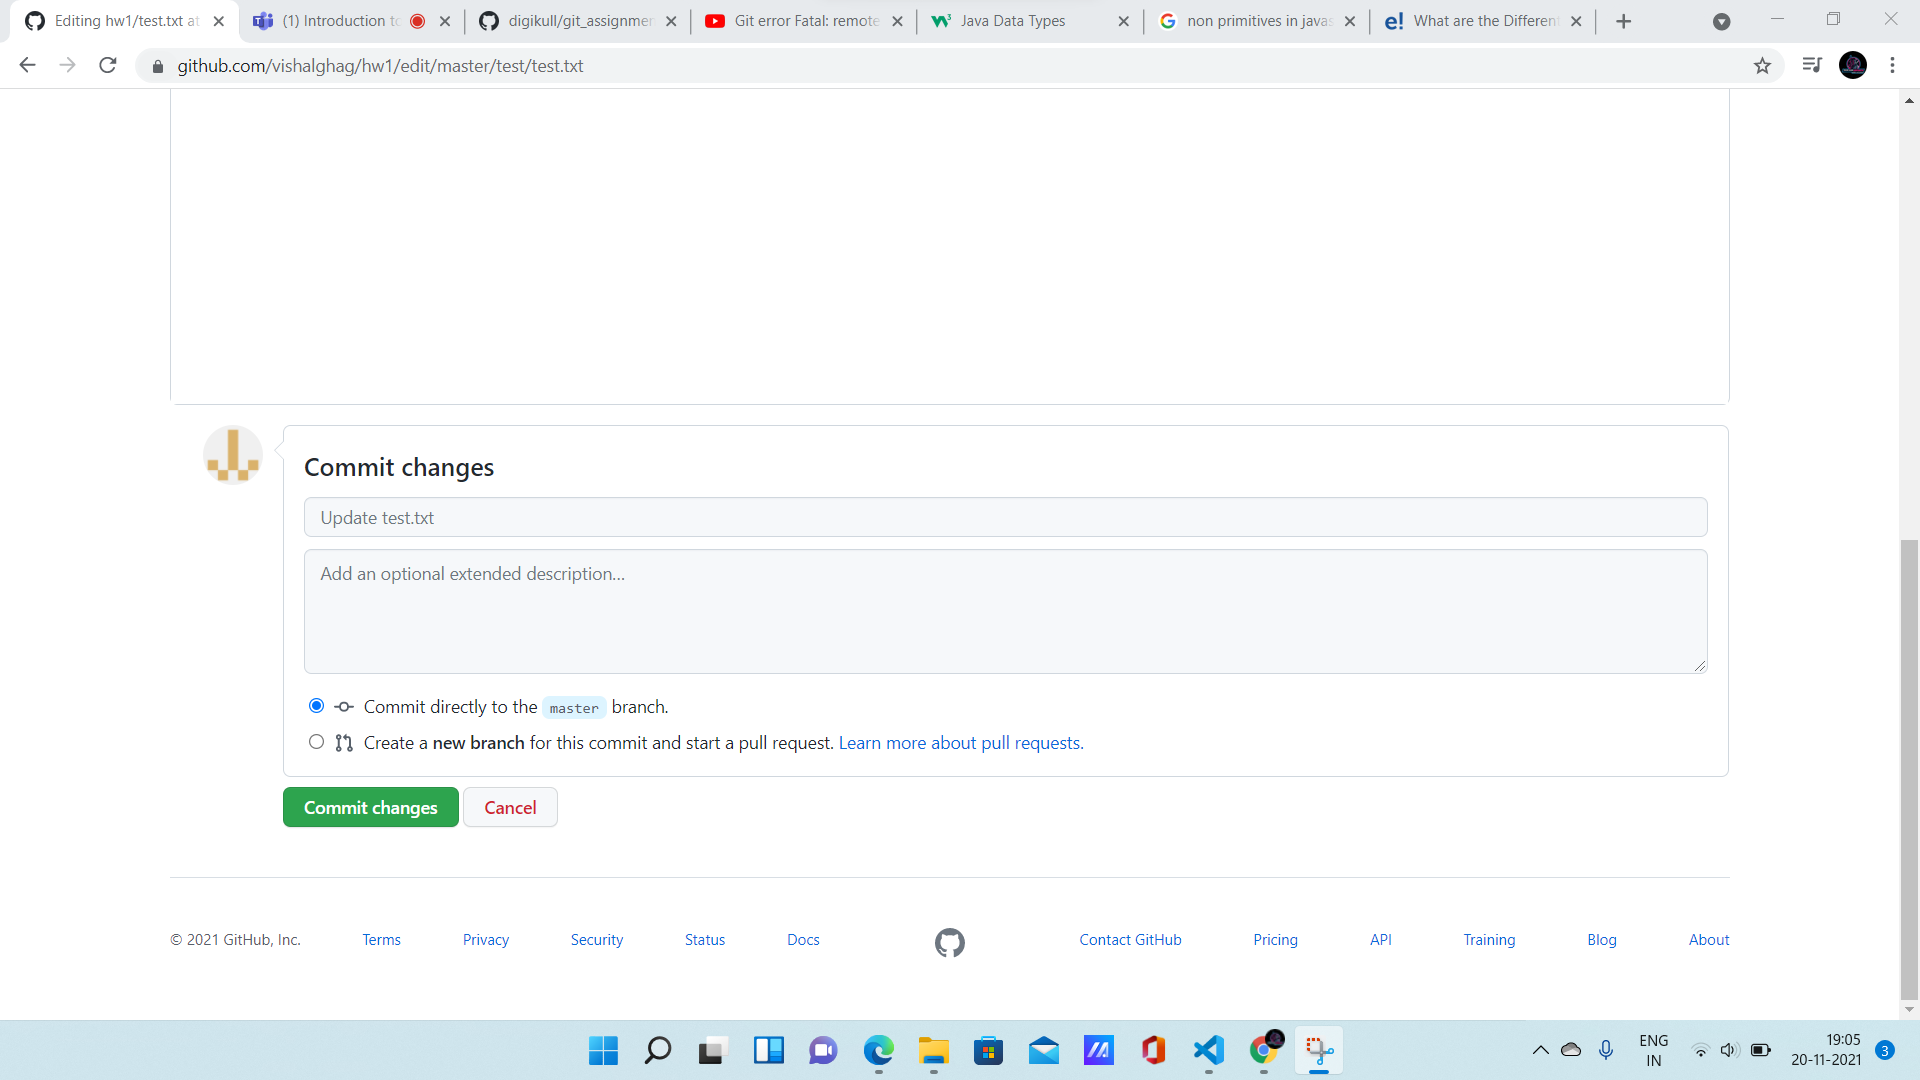 Editing hw1/test.txt at
(1) Introduction to
digikull/git_assignmen
Git error Fatal: remote
Java Data Types
non primitives in javas
What are the Different
github.com/vishalghag/hw1/edit/master/test/test.txt
Commit changes
Update test.txt
Add an optional extended description...
Commit directly to the master branch.
Create a new branch for this commit and start a pull request. Learn more about pull requests.
Commit changes
Cancel
© 2021 GitHub, Inc.
Terms
Privacy
Security
Status
Docs
Contact GitHub
Pricing
API
Training
Blog
About
ENG
IN
19:05
20-11-2021
3